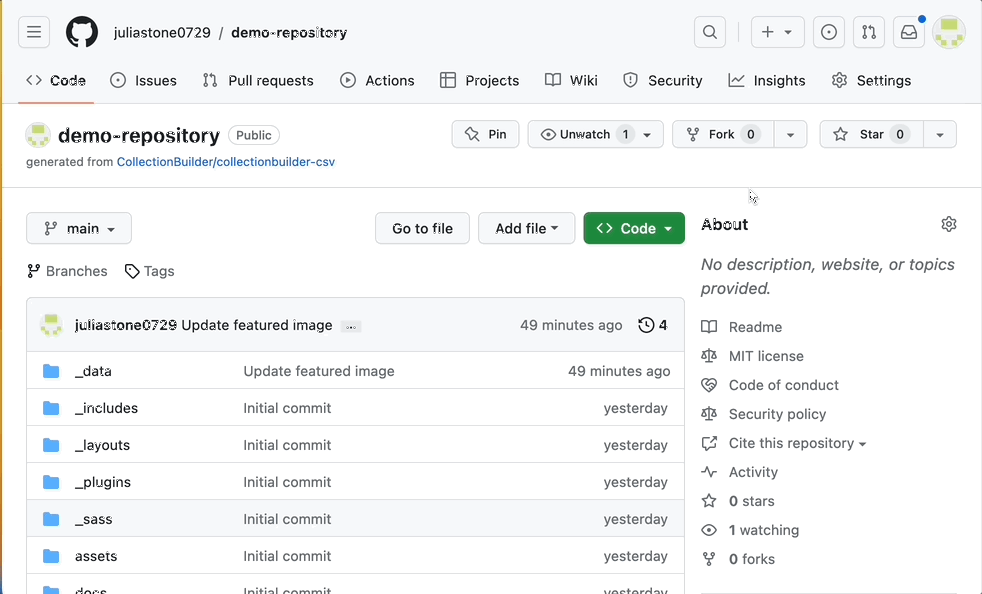 juliastone0729 / demo-repository
Code Issues Pull requests Actions Projects Wiki Security Insights Settings
demo-repository Public Pin Unwatch 1 Fork 0 Star 0
generated from CollectionBuilder/collectionbuilder-csv
main Go to file Add file Code About
No description, website, or topics
provided.
Branches Tags
juliastone0729 Update featured image ... 49 minutes ago 4
_data Update featured image 49 minutes ago
_includes Initial commit yesterday
_layouts Initial commit yesterday
_plugins Initial commit yesterday
_sass Initial commit yesterday
assets Initial commit yesterday
docs Initial commit yesterday
Readme
MIT license
Code of conduct
Security policy
Cite this repository
Activity
0 stars
1 watching
0 forks